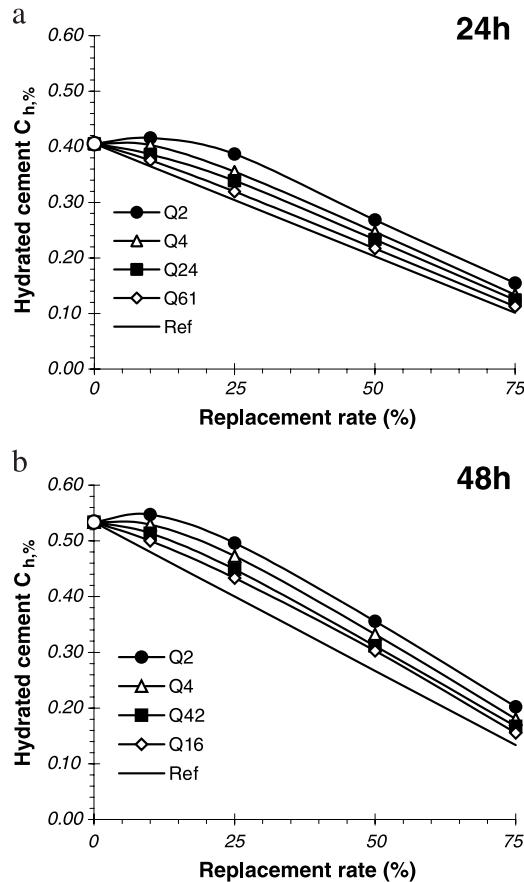 a
24h
0.60
0.50
0.40
0.30
0.20
0.10
0.00
Hydrated cement Ch,%
Q2
Q4
Q24
Q61
Ref
0 25 50 75
Replacement rate (%)
b
48h
0.60
0.50
0.40
0.30
0.20
0.10
0.00
Hydrated cement Ch,%
Q2
Q4
Q42
Q16
Ref
0 25 50 75
Replacement rate (%)